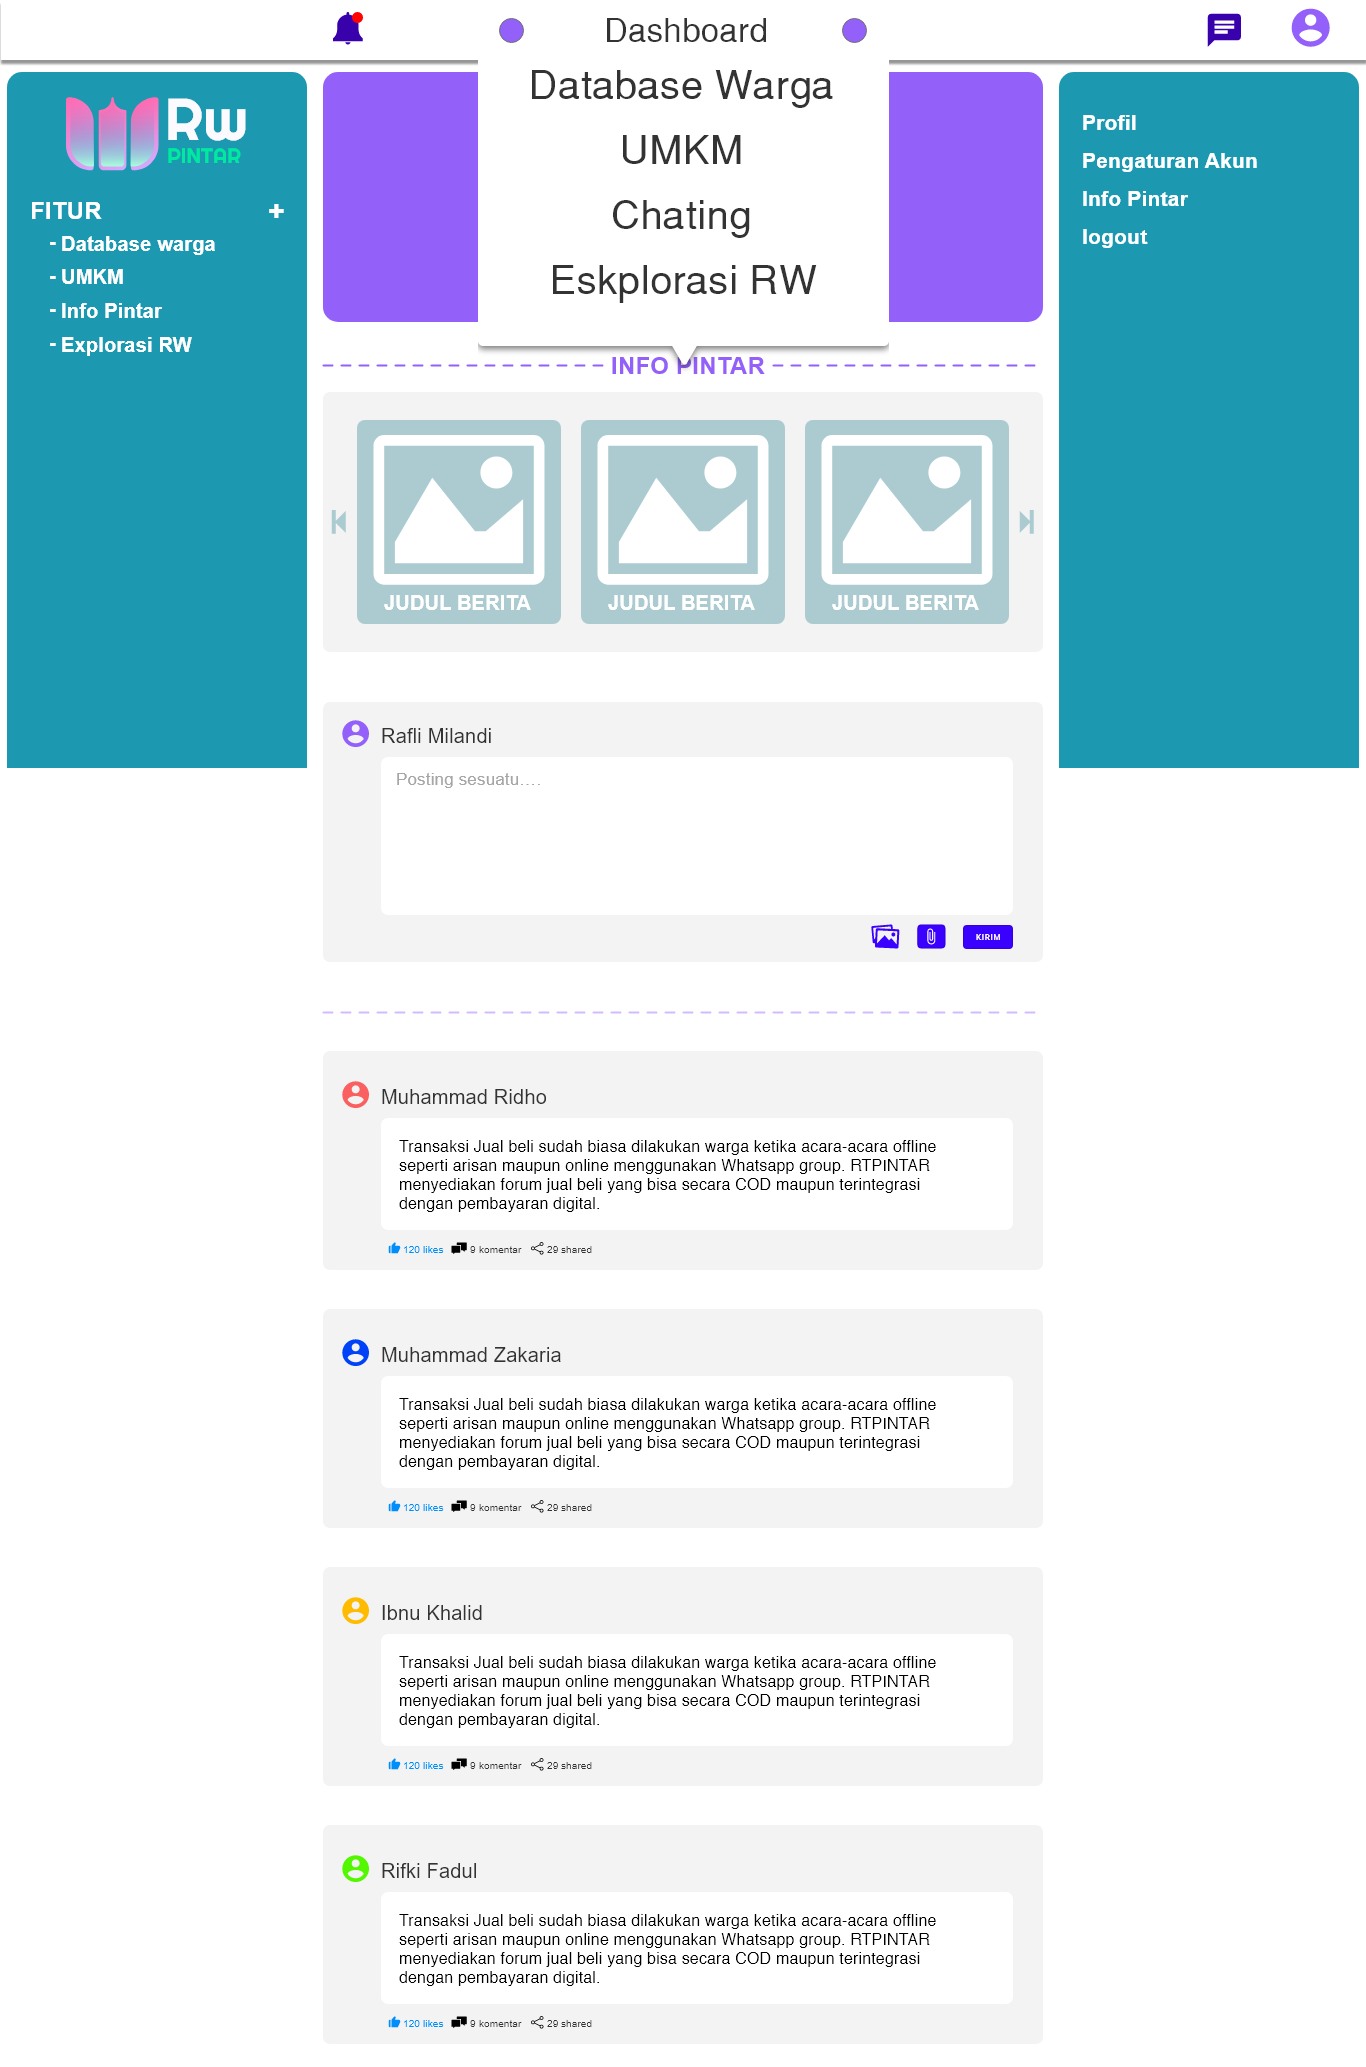 Dashboard
Database Warga
UMKM
Chating
Eskplorasi RW
Rw
PINTAR
FITUR +
- Database warga
- UMKM
- Info Pintar
- Explorasi RW
Profil
Pengaturan Akun
Info Pintar
logout
INFO PINTAR
JUDUL BERITA
JUDUL BERITA
JUDUL BERITA
Rafli Milandi
Posting sesuatu....
KIRIM
Muhammad Ridho
Transaksi Jual beli sudah biasa dilakukan warga ketika acara-acara offline
seperti arisan maupun online menggunakan Whatsapp group. RTPINTAR
menyediakan forum jual beli yang bisa secara COD maupun terintegrasi
dengan pembayaran digital.
120 likes 9 komentar 29 shared
Muhammad Zakaria
Transaksi Jual beli sudah biasa dilakukan warga ketika acara-acara offline
seperti arisan maupun online menggunakan Whatsapp group. RTPINTAR
menyediakan forum jual beli yang bisa secara COD maupun terintegrasi
dengan pembayaran digital.
120 likes 9 komentar 29 shared
Ibnu Khalid
Transaksi Jual beli sudah biasa dilakukan warga ketika acara-acara offline
seperti arisan maupun online menggunakan Whatsapp group. RTPINTAR
menyediakan forum jual beli yang bisa secara COD maupun terintegrasi
dengan pembayaran digital.
120 likes 9 komentar 29 shared
Rifki Fadul
Transaksi Jual beli sudah biasa dilakukan warga ketika acara-acara offline
seperti arisan maupun online menggunakan Whatsapp group. RTPINTAR
menyediakan forum jual beli yang bisa secara COD maupun terintegrasi
dengan pembayaran digital.
120 likes 9 komentar 29 shared